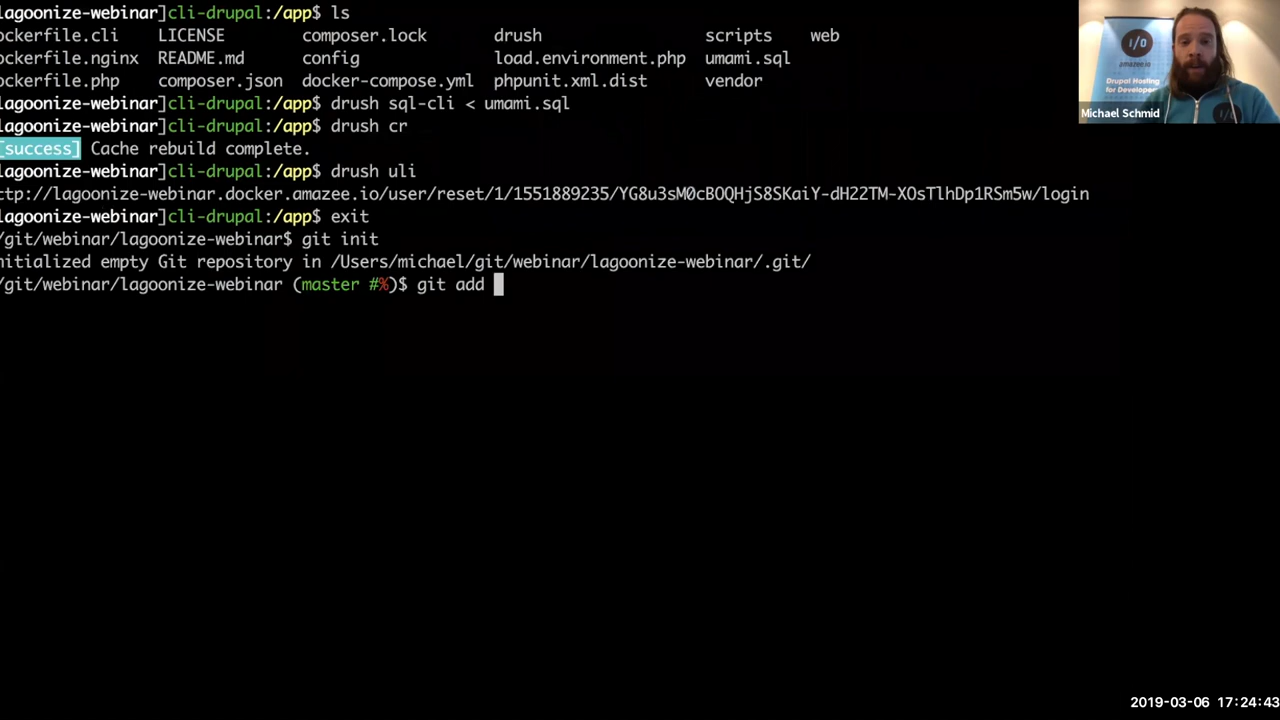 lagoonize-webinar]cli-drupal:/app$ ls
ockerfile.cli LICENSE composer.lock drush scripts web
ockerfile.nginx README.md config load.environment.php umami.sql
ockerfile.php composer.json docker-compose.yml phpunit.xml.dist vendor
lagoonize-webinar]cli-drupal:/app$ drush sql-cli < umami.sql
lagoonize-webinar]cli-drupal:/app$ drush cr
[success] Cache rebuild complete.
lagoonize-webinar]cli-drupal:/app$ drush uli
ttp://lagoonize-webinar.docker.amazee.io/user/reset/1/1551889235/YG8u3sM0cBOQHjS8SKaiY-dH22TM-XOsTlhDp1RSm5w/login
lagoonize-webinar]cli-drupal:/app$ exit
/git/webinar/lagoonize-webinar$ git init
nitialized empty Git repository in /Users/michael/git/webinar/lagoonize-webinar/.git/
/git/webinar/lagoonize-webinar (master #%)$ git add
I/O
amazee.io
Drupal Hosting
for Developers
Michael Schmid
2019-03-06 17:24:43